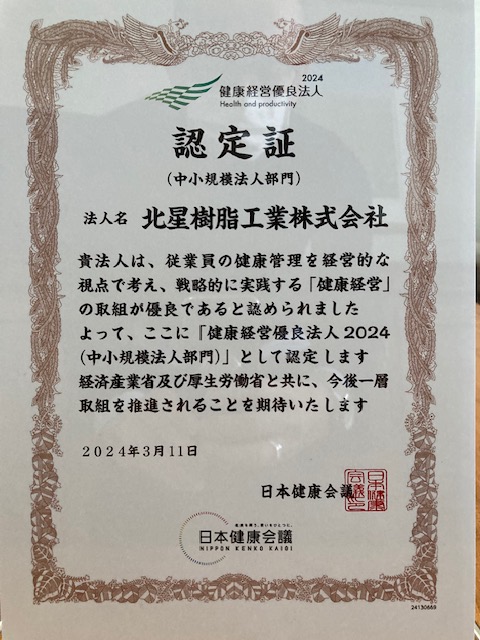 2024
健康経営優良法人
Health and productivity
認定証
(中小規模法人部門)
法人名 北星樹脂工業株式会社
貴法人は、従業員の健康管理を経営的な
視点で考え、戦略的に実践する「健康経営」
の取組が優良であると認められました
よって、ここに「健康経営優良法人2024
(中小規模法人部門)」として認定します
経済産業省及び厚生労働省と共に、今後一層
取組を推進されることを期待いたします
2024年3月11日
日本健康会議
日本健康会議
NIPPON KENKO KAIGI
24130669